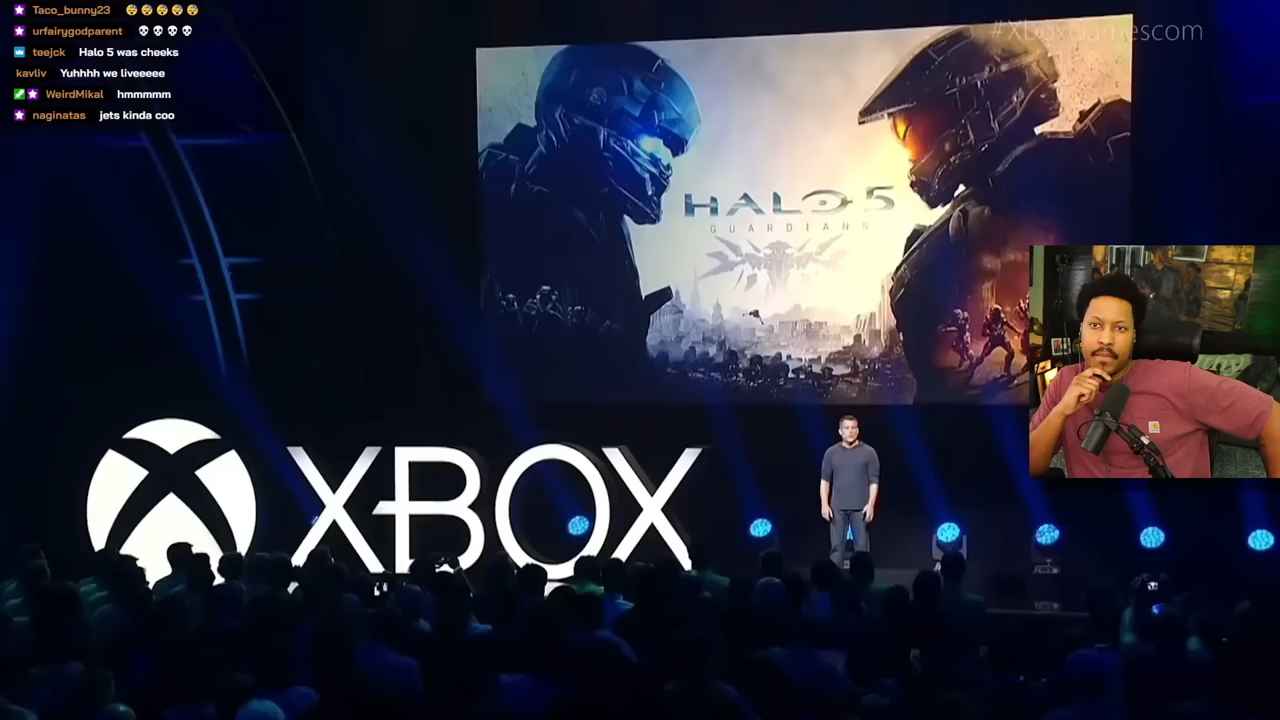 Taco_bunny23
urfairygodparent
teejck Halo 5 was cheeks
kavliv Yuhhhh we liveeeee
WeirdMikal hmmmmm
naginatas jets kinda coo
#XboxGamescom
HALO 5
GUARDIANS
XBOX